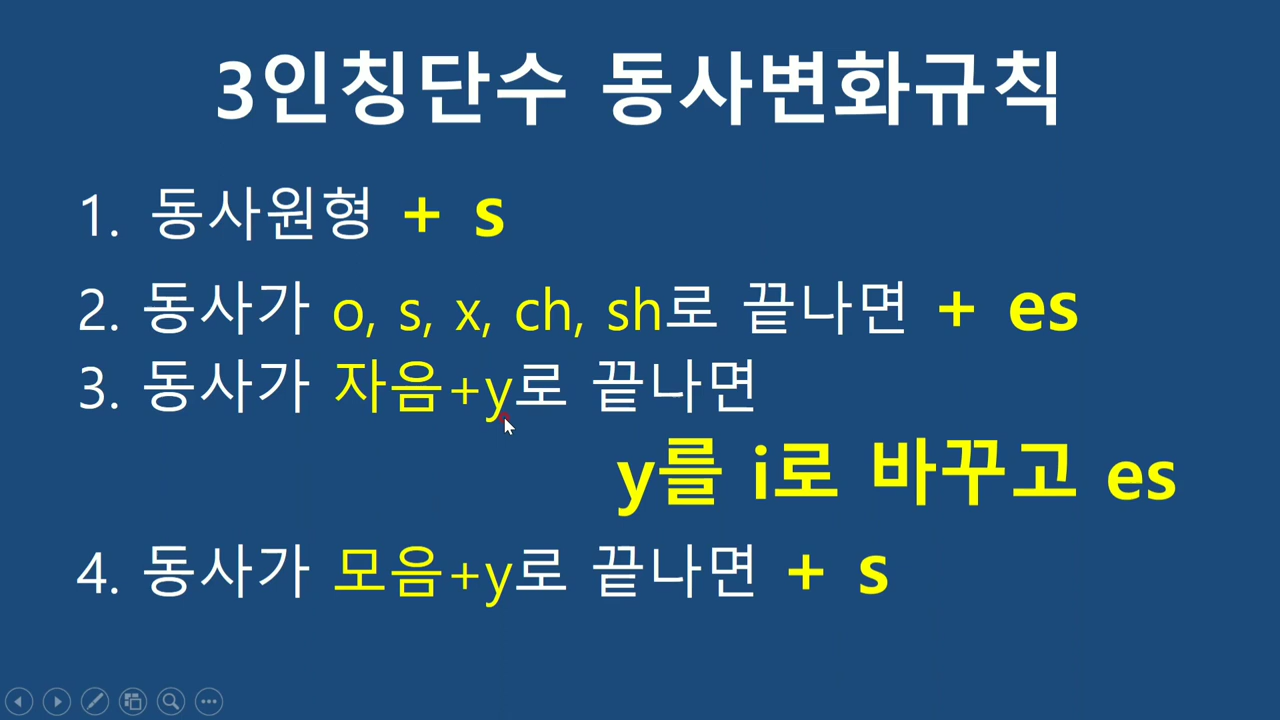 3인칭단수 동사변화규칙
1. 동사원형 + s
2. 동사가 o, s, x, ch, sh로 끝나면 + es
3. 동사가 자음+y로 끝나면
y를 i로 바꾸고 es
4. 동사가 모음+y로 끝나면 + s